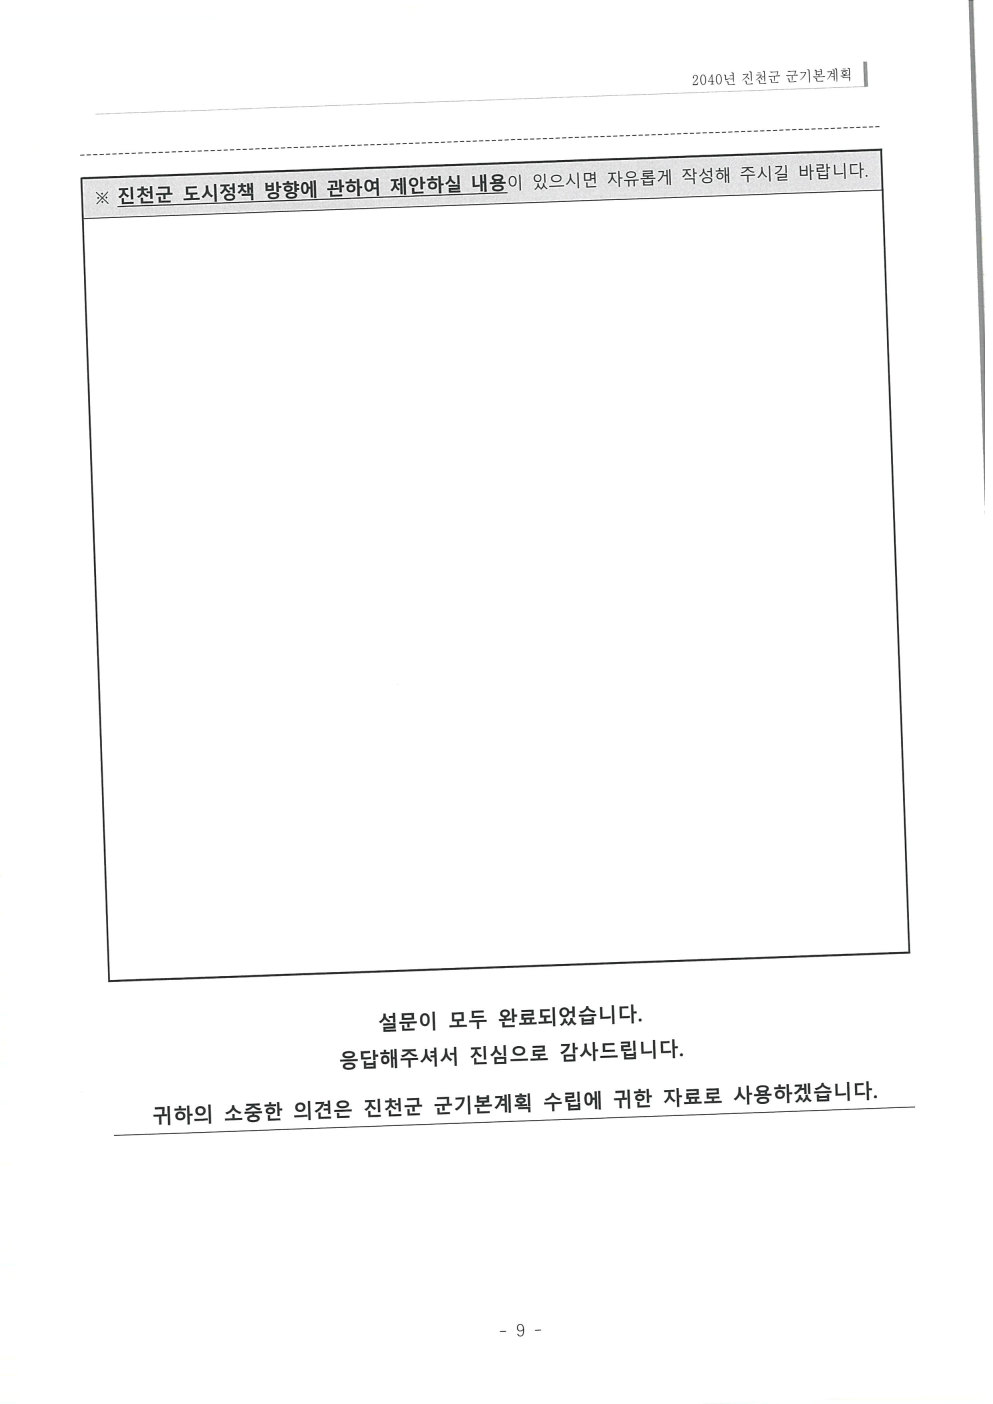 2040년 진천군 군기본계획
※ 진천군 도시정책 방향에 관하여 제안하실 내용이 있으시면 자유롭게 작성해 주시길 바랍니다.
설문이 모두 완료되었습니다.
응답해주셔서 진심으로 감사드립니다.
귀하의 소중한 의견은 진천군 군기본계획 수립에 귀한 자료로 사용하겠습니다.
- 9 -